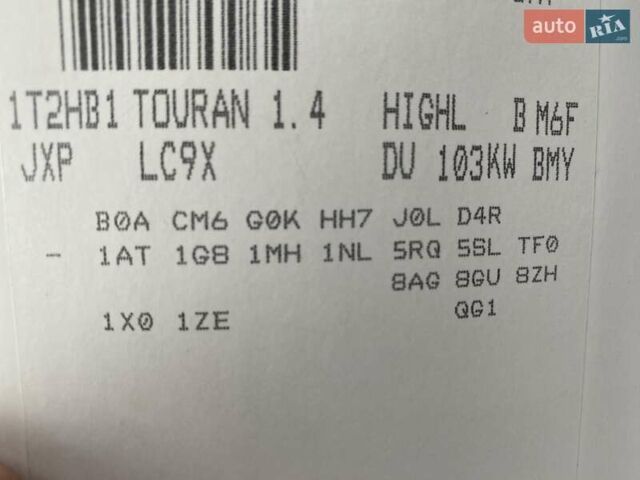 auto RIA.com
1T2HB1 TOURAN 1.4 HIGHL B M6F
JXP LC9X DU 103KW BMY
B0A CM6 G0K HH7 J0L D4R
- 1AT 1G8 1MH 1NL 5RQ 5SL TF0
8AG 8GU 8ZH
1X0 1ZE QG1